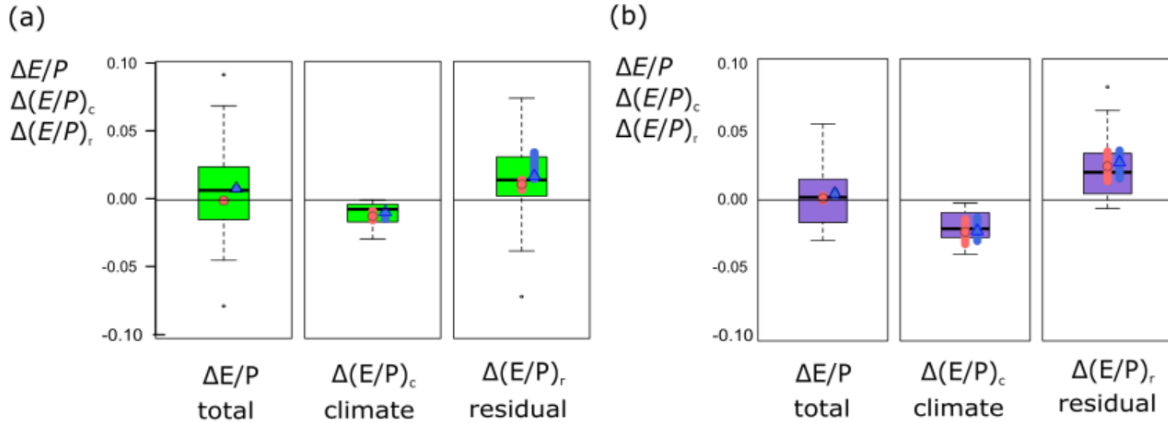 (a)
ΔE/P
Δ(E/P)c
Δ(E/P)r
0.10
0.05
0.00
-0.05
-0.10
ΔE/P
total
Δ(E/P)c
climate
Δ(E/P)r
residual
(b)
ΔE/P
Δ(E/P)c
Δ(E/P)r
0.10
0.05
0.00
-0.05
-0.10
ΔE/P
total
Δ(E/P)c
climate
Δ(E/P)r
residual